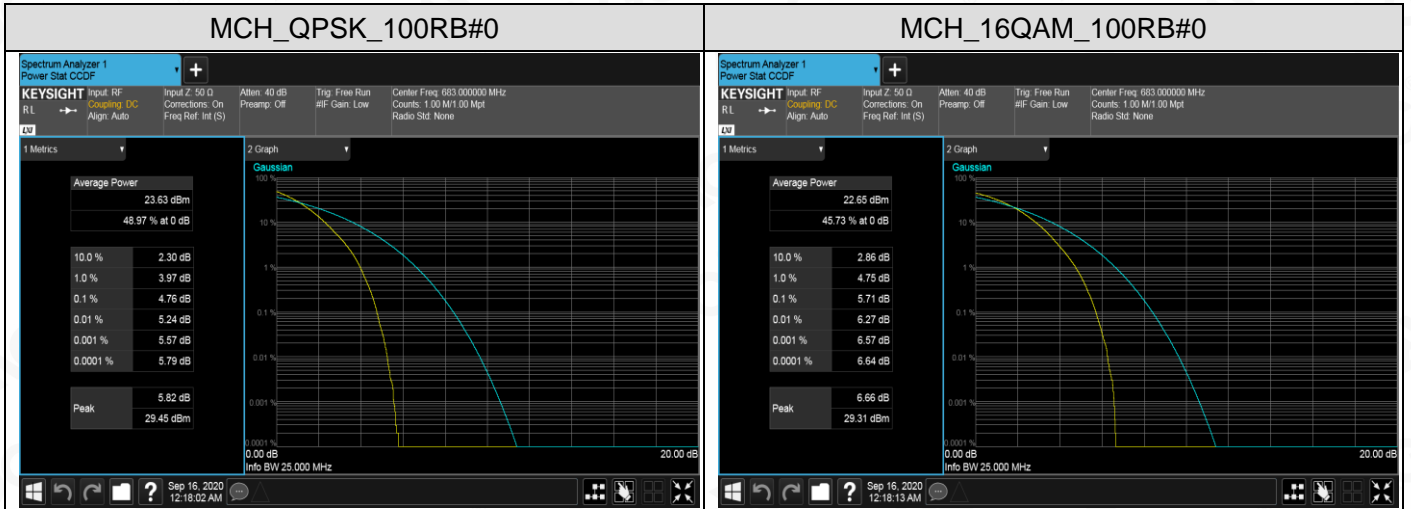 MCH_QPSK_100RB#0
Spectrum Analyzer 1
Power Stat CCDF
+
KEYSIGHT
RL
LXI
Input: RF
Coupling: DC
Align: Auto
Input Z: 50 Ω
Corrections: On
Freq Ref: Int (S)
Atten: 40 dB
Preamp: Off
Trig: Free Run
#IF Gain: Low
Center Freq: 683.000000 MHz
Counts: 1.00 M/1.00 Mpt
Radio Std: None
1 Metrics
Average Power
23.63 dBm
48.97 % at 0 dB
10.0 % 2.30 dB
1.0 % 3.97 dB
0.1 % 4.76 dB
0.01 % 5.24 dB
0.001 % 5.57 dB
0.0001 % 5.79 dB
Peak
5.82 dB
29.45 dBm
2 Graph
Gaussian
100 %
10 %
1 %
0.1 %
0.01 %
0.001 %
0.0001 %
0.00 dB 20.00 dB
Info BW 25.000 MHz
?
Sep 16, 2020
12:18:02 AM
MCH_16QAM_100RB#0
Spectrum Analyzer 1
Power Stat CCDF
+
KEYSIGHT
RL
LXI
Input: RF
Coupling: DC
Align: Auto
Input Z: 50 Ω
Corrections: On
Freq Ref: Int (S)
Atten: 40 dB
Preamp: Off
Trig: Free Run
#IF Gain: Low
Center Freq: 683.000000 MHz
Counts: 1.00 M/1.00 Mpt
Radio Std: None
1 Metrics
Average Power
22.65 dBm
45.73 % at 0 dB
10.0 % 2.86 dB
1.0 % 4.75 dB
0.1 % 5.71 dB
0.01 % 6.27 dB
0.001 % 6.57 dB
0.0001 % 6.64 dB
Peak
6.66 dB
29.31 dBm
2 Graph
Gaussian
100 %
10 %
1 %
0.1 %
0.01 %
0.001 %
0.0001 %
0.00 dB 20.00 dB
Info BW 25.000 MHz
?
Sep 16, 2020
12:18:13 AM